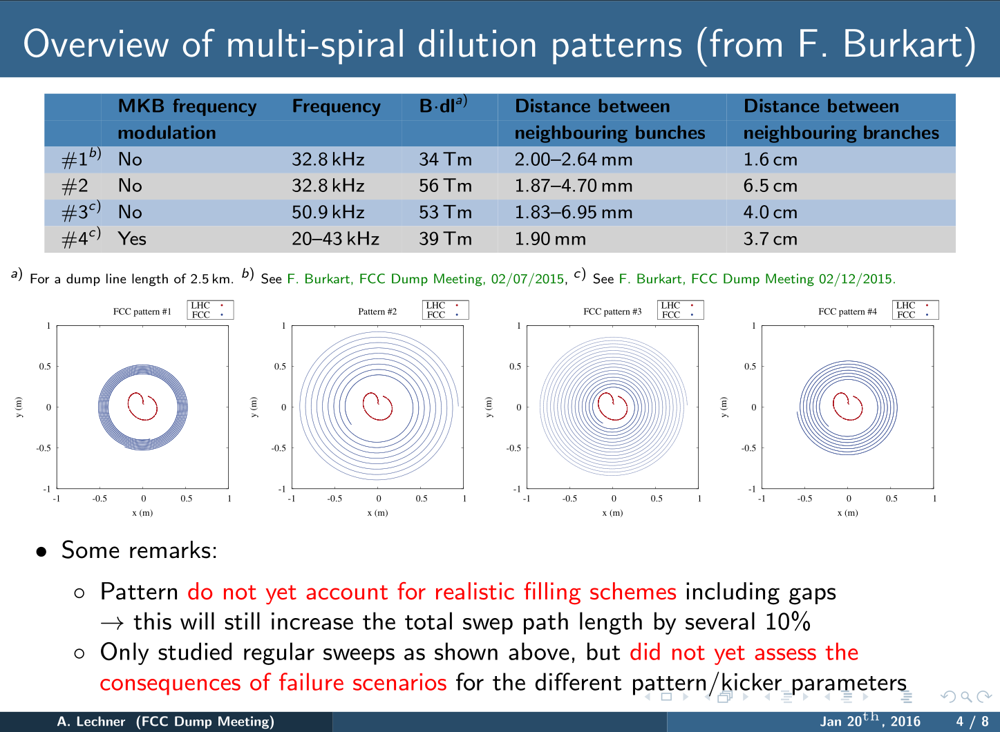 Overview of multi-spiral dilution patterns (from F. Burkart)
MKB frequency Frequency B·dl a) Distance between Distance between
modulation neighbouring bunches neighbouring branches
#1 b) No 32.8 kHz 34 Tm 2.00–2.64 mm 1.6 cm
#2 No 32.8 kHz 56 Tm 1.87–4.70 mm 6.5 cm
#3 c) No 50.9 kHz 53 Tm 1.83–6.95 mm 4.0 cm
#4 c) Yes 20–43 kHz 39 Tm 1.90 mm 3.7 cm
a) For a dump line length of 2.5 km. b) See F. Burkart, FCC Dump Meeting, 02/07/2015, c) See F. Burkart, FCC Dump Meeting 02/12/2015.
FCC pattern #1
LHC
FCC
1
0.5
0
-0.5
-1
y (m)
-1 -0.5 0 0.5 1
x (m)
Pattern #2
LHC
FCC
1
0.5
0
-0.5
-1
y (m)
-1 -0.5 0 0.5 1
x (m)
FCC pattern #3
LHC
FCC
1
0.5
0
-0.5
-1
y (m)
-1 -0.5 0 0.5 1
x (m)
FCC pattern #4
LHC
FCC
1
0.5
0
-0.5
-1
y (m)
-1 -0.5 0 0.5 1
x (m)
• Some remarks:
○ Pattern do not yet account for realistic filling schemes including gaps
→ this will still increase the total swep path length by several 10%
○ Only studied regular sweeps as shown above, but did not yet assess the
consequences of failure scenarios for the different pattern/kicker parameters
A. Lechner (FCC Dump Meeting) Jan 20th, 2016 4 / 8